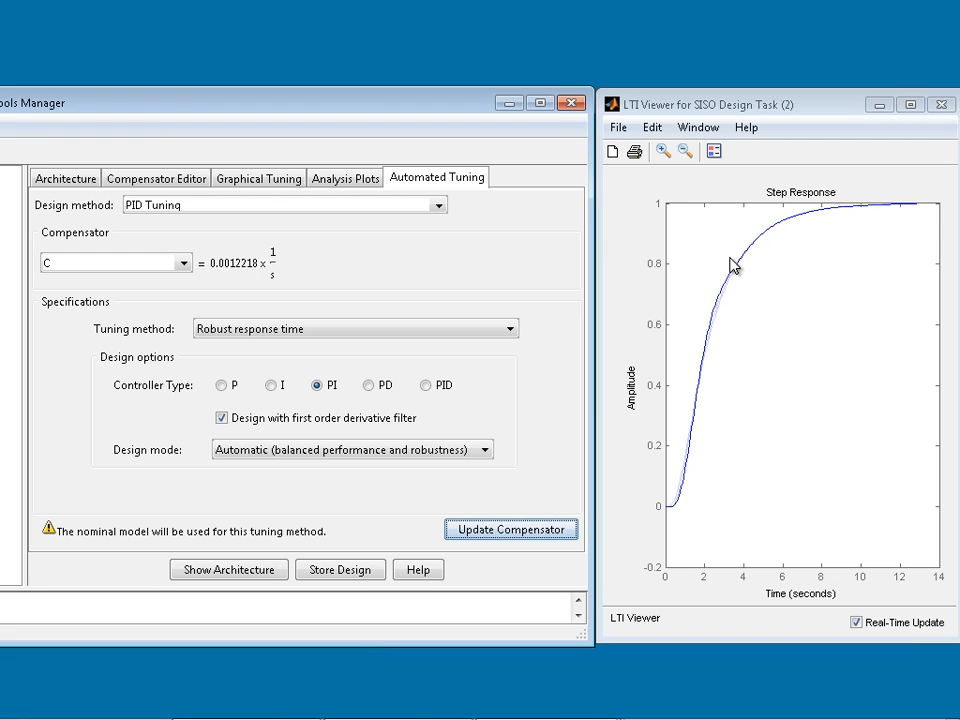 ools Manager
Architecture
Compensator Editor
Graphical Tuning
Analysis Plots
Automated Tuning
Design method: PID Tuning
Compensator
C = 0.0012218 x 1
s
Specifications
Tuning method: Robust response time
Design options
Controller Type: P I PI PD PID
Design with first order derivative filter
Design mode: Automatic (balanced performance and robustness)
The nominal model will be used for this tuning method.
Update Compensator
Show Architecture
Store Design
Help
LTI Viewer for SISO Design Task (2)
File Edit Window Help
Step Response
1
0.8
0.6
0.4
0.2
0
-0.2
Amplitude
0 2 4 6 8 10 12 14
Time (seconds)
LTI Viewer
Real-Time Update